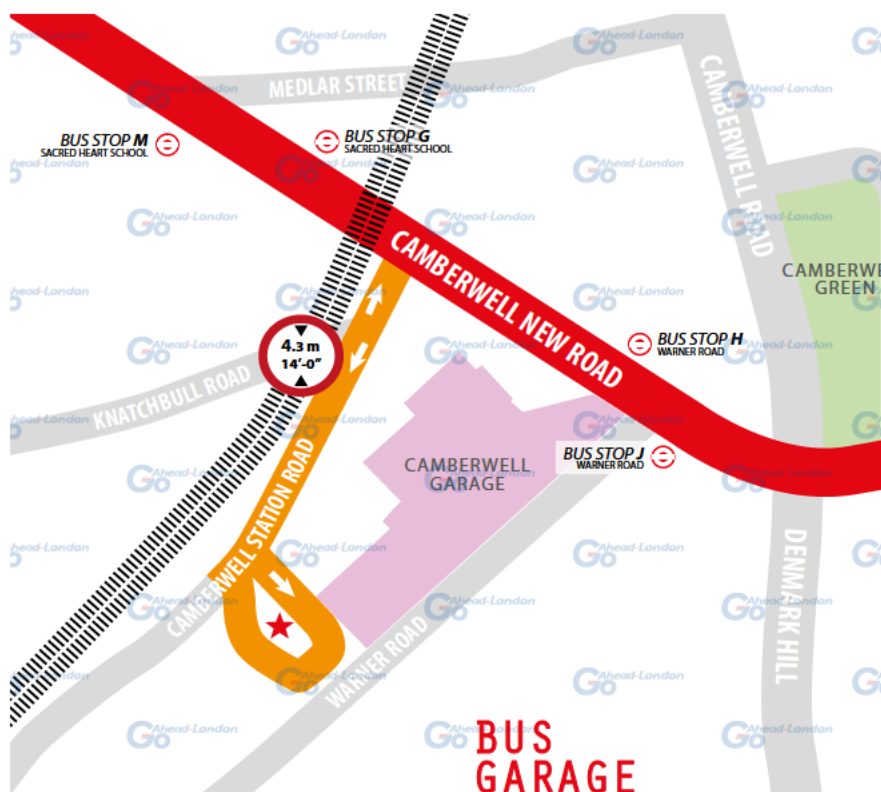 MEDLAR STREET
CAMBERWELL ROAD
BUS STOP M
SACRED HEART SCHOOL
BUS STOP G
SACRED HEART SCHOOL
CAMBERWELL NEW ROAD
CAMBERWE
GREEN
4.3 m
14'-0"
BUS STOP H
WARNER ROAD
KNATCHBULL ROAD
CAMBERWELL
GARAGE
BUS STOP J
WARNER ROAD
CAMBERWELL STATION ROAD
DENMARK HILL
WARNER ROAD
BUS
GARAGE
Go Ahead-London